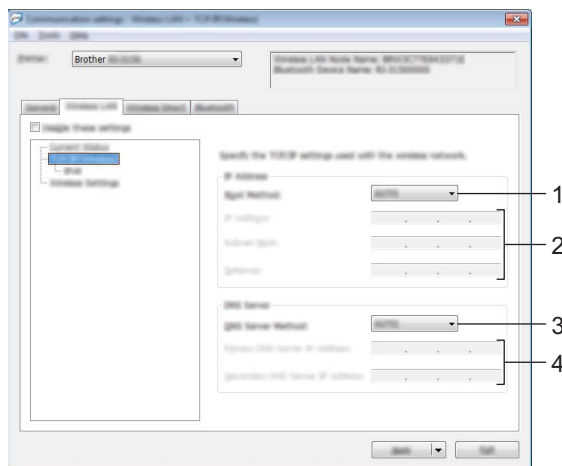 Communication settings - Wireless LAN > TCP/IP(Wireless)
Printer:
Brother
Wireless LAN Node Name:
Bluetooth Device Name:
General
Wireless LAN
Wireless Direct
Bluetooth
Disable these settings
Current Status
TCP/IP(Wireless)
IPv6
Wireless Settings
Specify the TCP/IP settings used with the wireless network.
IP Address
Boot Method:
AUTO
1
IP Address:
Subnet Mask:
2
Gateway:
DNS Server
DNS Server Method:
AUTO
3
Primary DNS Server IP Address:
4
Secondary DNS Server IP Address:
Apply
Exit